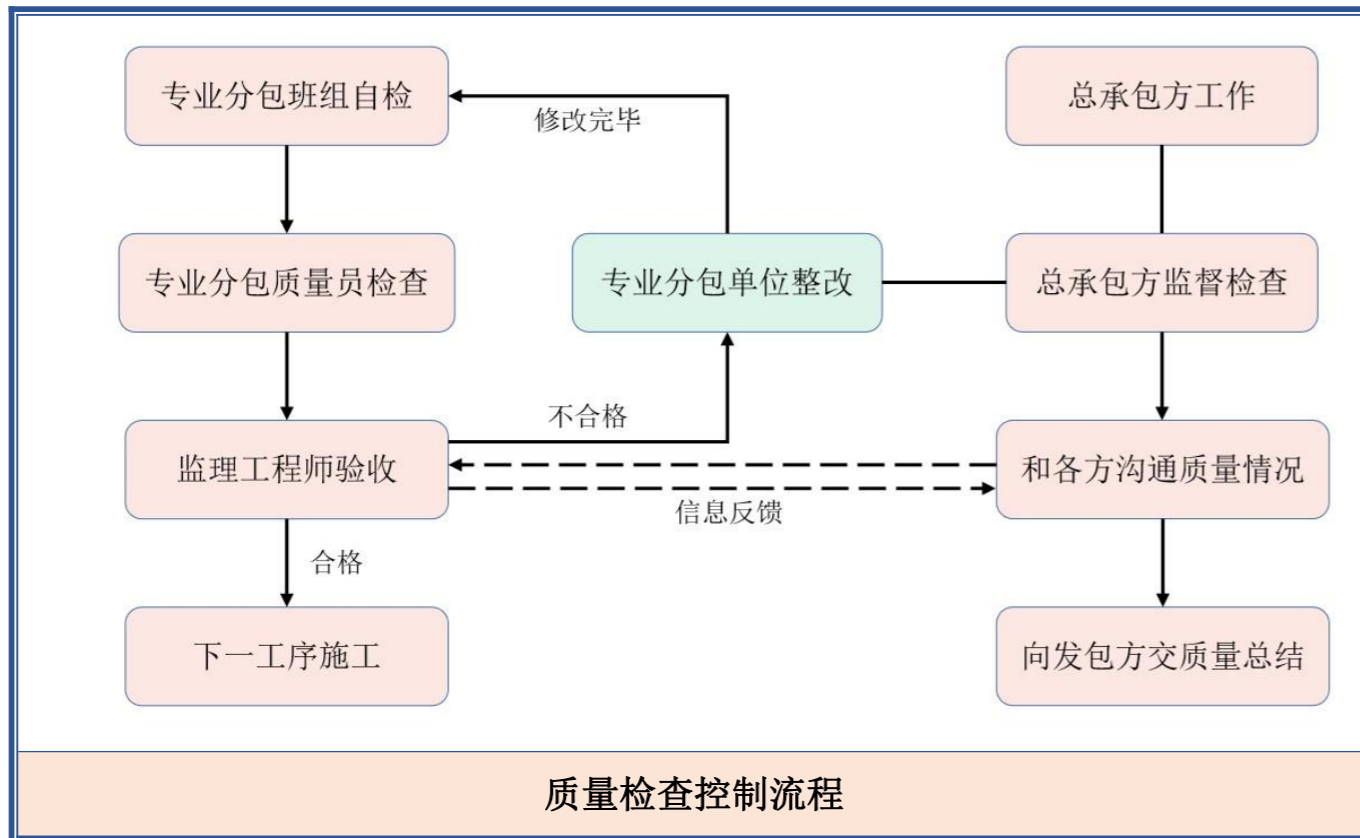 专业分包班组自检
修改完毕
总承包方工作
专业分包质量员检查
专业分包单位整改
总承包方监督检查
不合格
监理工程师验收
和各方沟通质量情况
信息反馈
合格
下一工序施工
向发包方交质量总结
质量检查控制流程